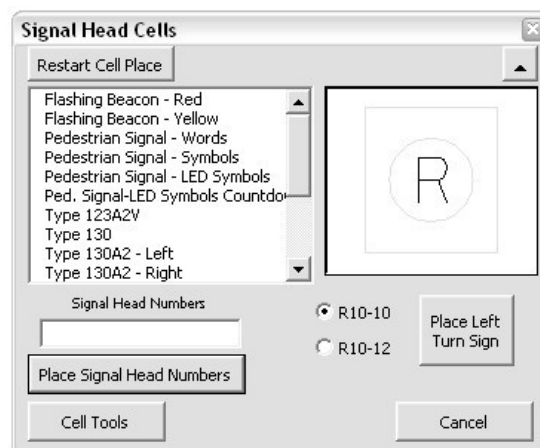 Signal Head Cells
Restart Cell Place
Flashing Beacon - Red
Flashing Beacon - Yellow
Pedestrian Signal - Words
Pedestrian Signal - Symbols
Pedestrian Signal - LED Symbols
Ped. Signal-LED Symbols Countdo
Type 123A2V
Type 130
Type 130A2 - Left
Type 130A2 - Right
R
Signal Head Numbers
R10-10
R10-12
Place Left
Turn Sign
Place Signal Head Numbers
Cell Tools
Cancel